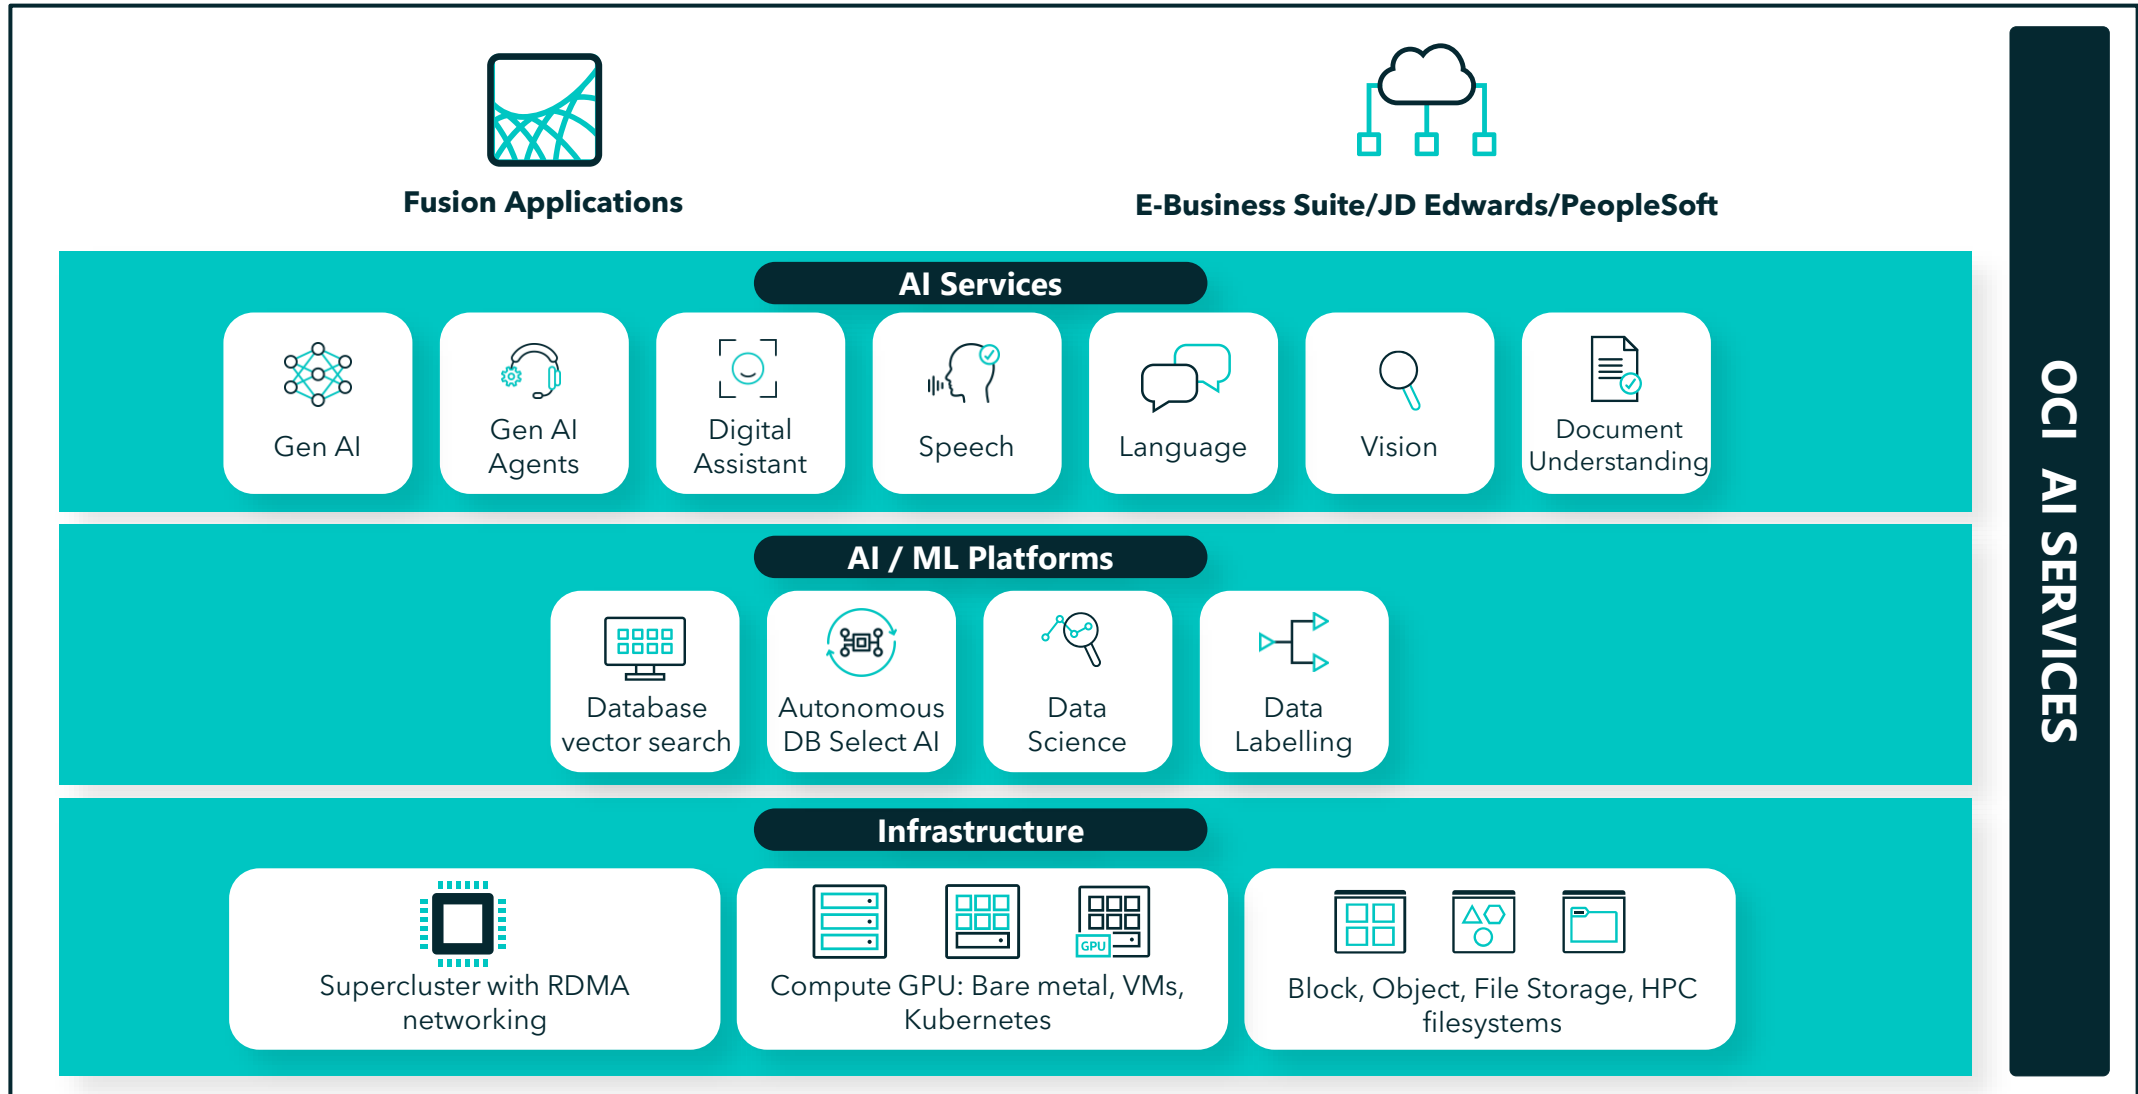 Fusion Applications
E-Business Suite/JD Edwards/PeopleSoft
AI Services
Gen AI
Gen AI
Agents
Digital
Assistant
Speech
Language
Vision
Document
Understanding
AI / ML Platforms
Database
vector search
Autonomous
DB Select AI
Data
Science
Data
Labelling
Infrastructure
GPU
Supercluster with RDMA
networking
Compute GPU: Bare metal, VMs,
Kubernetes
Block, Object, File Storage, HPC
filesystems
OCI AI SERVICES